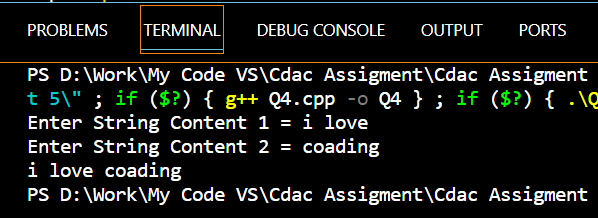 PROBLEMS TERMINAL DEBUG CONSOLE OUTPUT PORTS
PS D:\Work\My Code VS\Cdac Assigment\Cdac Assigment
t 5\" ; if ($?) { g++ Q4.cpp -o Q4 } ; if ($?) { .\Q
Enter String Content 1 = i love
Enter String Content 2 = coading
i love coading
PS D:\Work\My Code VS\Cdac Assigment\Cdac Assigment